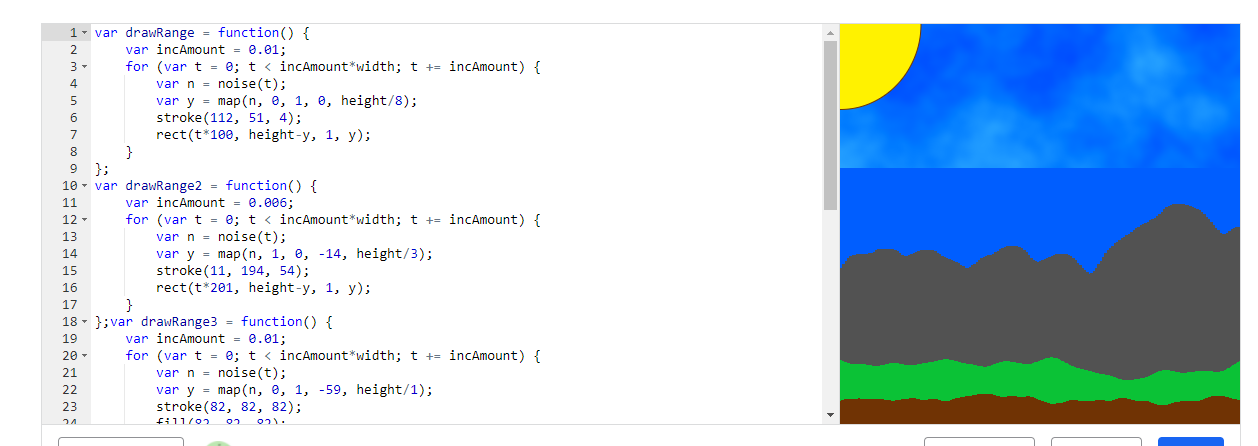 1 var drawRange = function() {
2 var incAmount = 0.01;
3 for (var t = 0; t < incAmount*width; t += incAmount) {
4 var n = noise(t);
5 var y = map(n, 0, 1, 0, height/8);
6 stroke(112, 51, 4);
7 rect(t*100, height-y, 1, y);
8 }
9 };
10 var drawRange2 = function() {
11 var incAmount = 0.006;
12 for (var t = 0; t < incAmount*width; t += incAmount) {
13 var n = noise(t);
14 var y = map(n, 1, 0, -14, height/3);
15 stroke(11, 194, 54);
16 rect(t*201, height-y, 1, y);
17 }
18 };var drawRange3 = function() {
19 var incAmount = 0.01;
20 for (var t = 0; t < incAmount*width; t += incAmount) {
21 var n = noise(t);
22 var y = map(n, 0, 1, -59, height/1);
23 stroke(82, 82, 82);
24 fill(82, 82, 82);